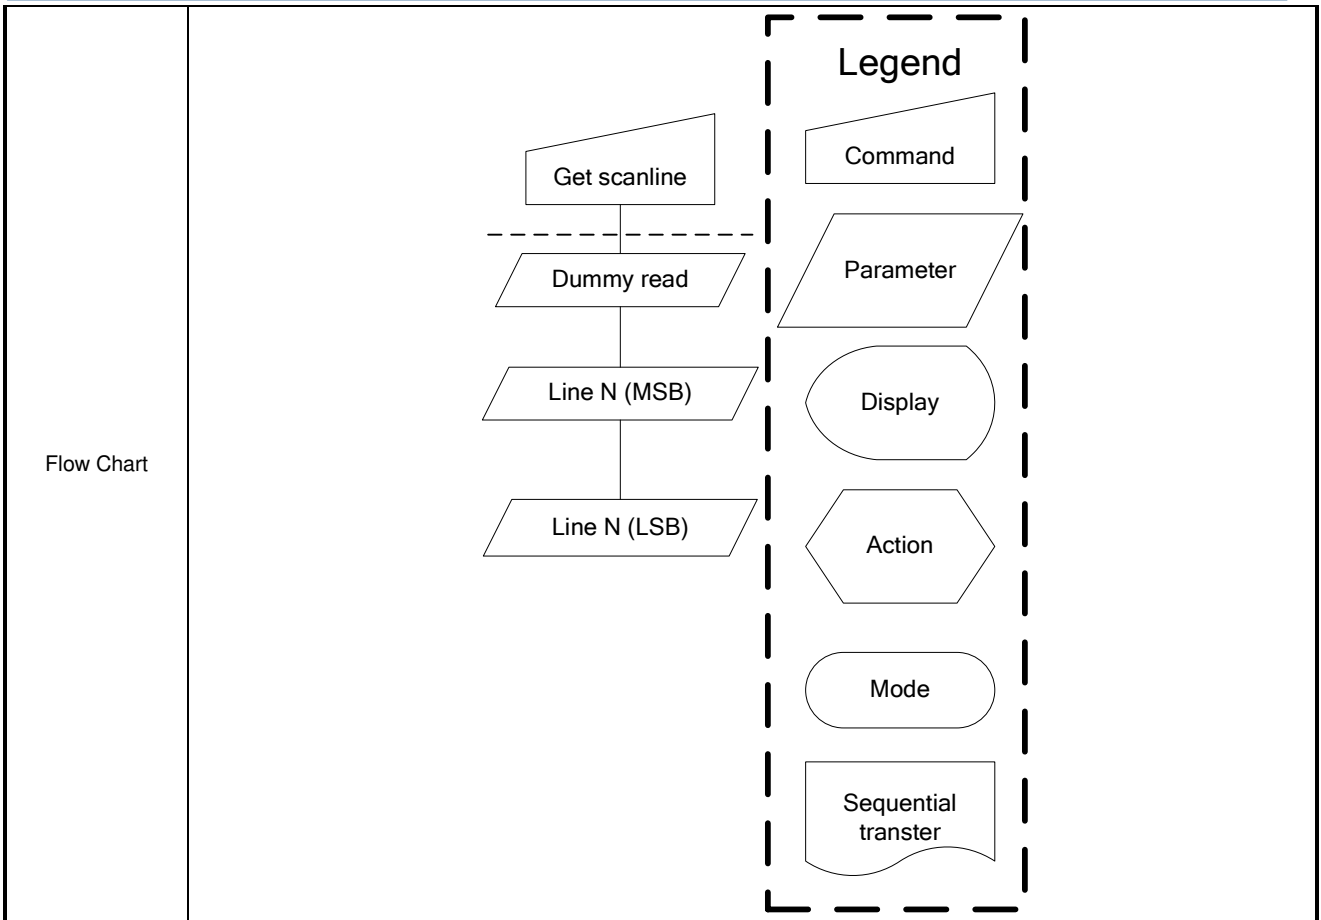 Flow Chart
Get scanline
Dummy read
Line N (MSB)
Line N (LSB)
Legend
Command
Parameter
Display
Action
Mode
Sequential
transter